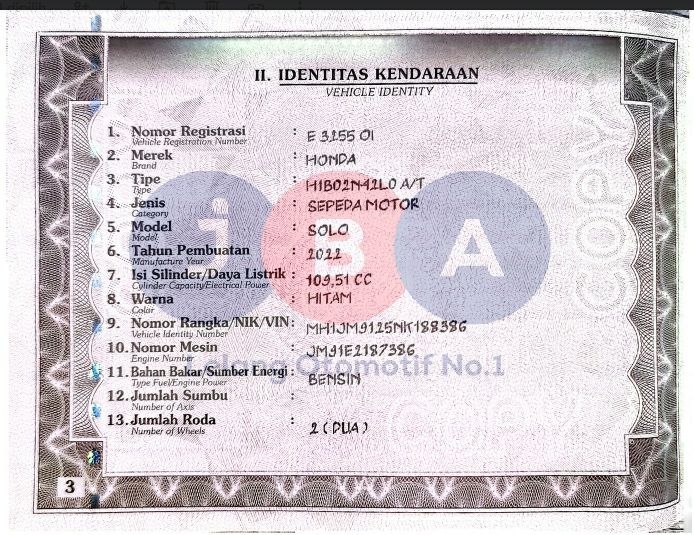 II. IDENTITAS KENDARAAN
VEHICLE IDENTITY
1. Nomor Registrasi : E 3255 OI
Vehicle Registration Number
2. Merek : HONDA
Brand
3. Tipe : H1B02N42L0 A/T
Type
4. Jenis : SEPEDA MOTOR
Category
5. Model : SOLO
Model
6. Tahun Pembuatan : 2022
Manufacture Year
7. Isi Silinder/Daya Listrik : 109,51 CC
Cylinder Capacity/Electrical Power
8. Warna : HITAM
Color
9. Nomor Rangka/NIK/VIN : MH1JM9125NK188386
Vehicle Identity Number
10. Nomor Mesin : JM91E2187386
Engine Number
11. Bahan Bakar/Sumber Energi : BENSIN
Type Fuel/Engine Power
12. Jumlah Sumbu :
Number of Axis
13. Jumlah Roda : 2 (DUA)
Number of Wheels
iBA
Lelang Otomotif No.1
COPY
3